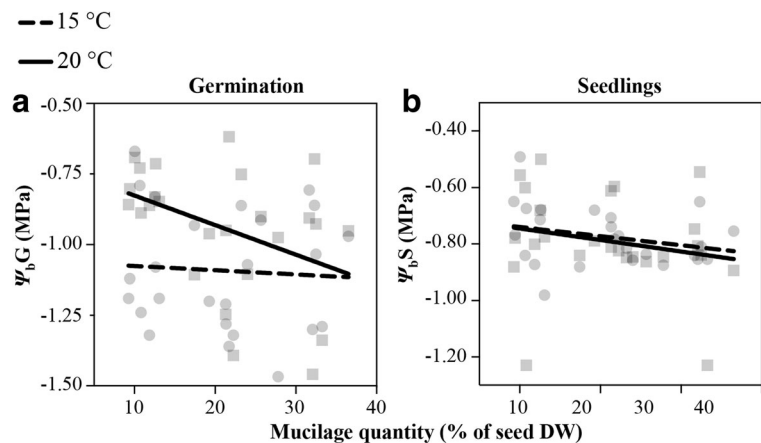 15 °C
20 °C
Germination
Seedlings
a
b
-0.50
-0.75
-1.00
-1.25
-1.50
ΨbG (MPa)
10 20 30 40
-0.40
-0.60
-0.80
-1.00
-1.20
ΨbS (MPa)
10 20 30 40
Mucilage quantity (% of seed DW)